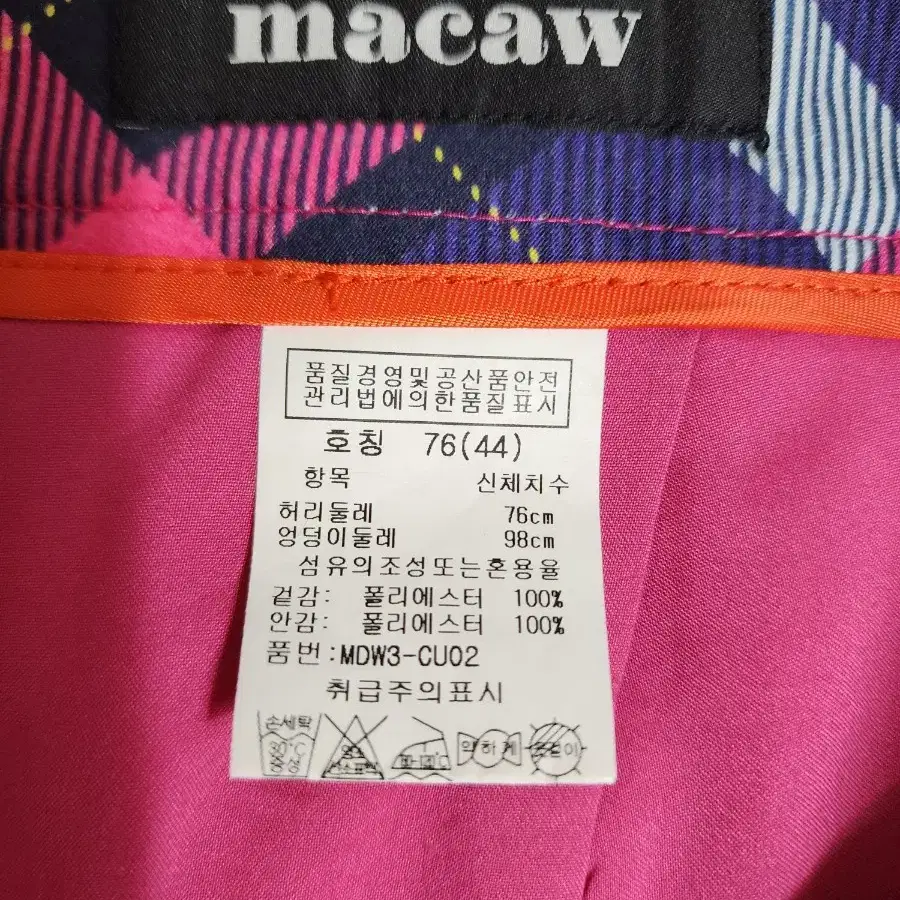 macaw
품질경영및공산품안전
관리법에의한품질표시
호칭 76(44)
항목 신체치수
허리둘레 76cm
엉덩이둘레 98cm
섬유의조성또는혼용율
겉감: 폴리에스터 100%
안감: 폴리에스터 100%
품번:MDW3-CU02
취급주의표시
손세탁
30°C
중성
약하게